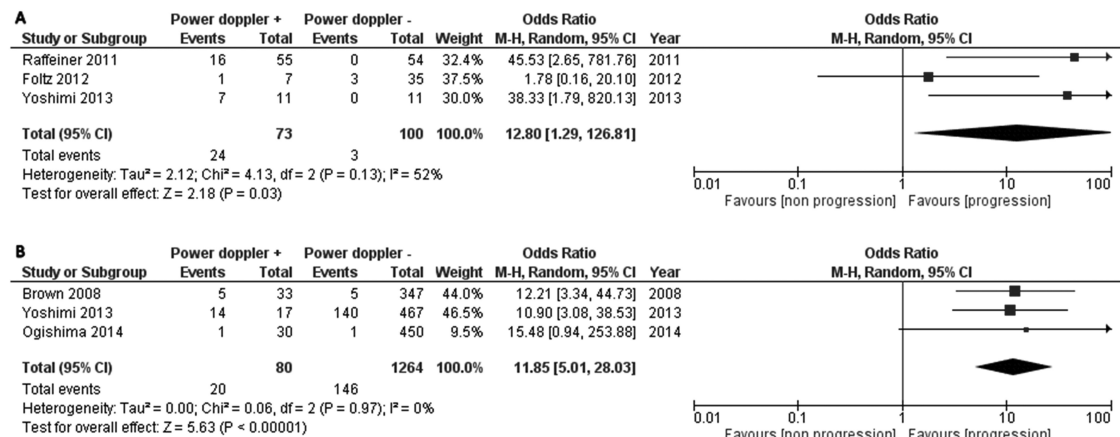 A
Power doppler + Power doppler - Odds Ratio Odds Ratio
Study or Subgroup Events Total Events Total Weight M-H, Random, 95% CI Year M-H, Random, 95% CI
Raffeiner 2011 16 55 0 54 32.4% 45.53 [2.65, 781.76] 2011
Foltz 2012 1 7 3 35 37.5% 1.78 [0.16, 20.10] 2012
Yoshimi 2013 7 11 0 11 30.0% 38.33 [1.79, 820.13] 2013
Total (95% CI) 73 100 100.0% 12.80 [1.29, 126.81]
Total events 24 3
Heterogeneity: Tau² = 2.12; Chi² = 4.13, df = 2 (P = 0.13); I² = 52%
Test for overall effect: Z = 2.18 (P = 0.03)
0.01 0.1 1 10 100
Favours [non progression] Favours [progression]
B
Power doppler + Power doppler - Odds Ratio Odds Ratio
Study or Subgroup Events Total Events Total Weight M-H, Random, 95% CI Year M-H, Random, 95% CI
Brown 2008 5 33 5 347 44.0% 12.21 [3.34, 44.73] 2008
Yoshimi 2013 14 17 140 467 46.5% 10.90 [3.08, 38.53] 2013
Ogishima 2014 1 30 1 450 9.5% 15.48 [0.94, 253.88] 2014
Total (95% CI) 80 1264 100.0% 11.85 [5.01, 28.03]
Total events 20 146
Heterogeneity: Tau² = 0.00; Chi² = 0.06, df = 2 (P = 0.97); I² = 0%
Test for overall effect: Z = 5.63 (P < 0.00001)
0.01 0.1 1 10 100
Favours [non progression] Favours [progression]